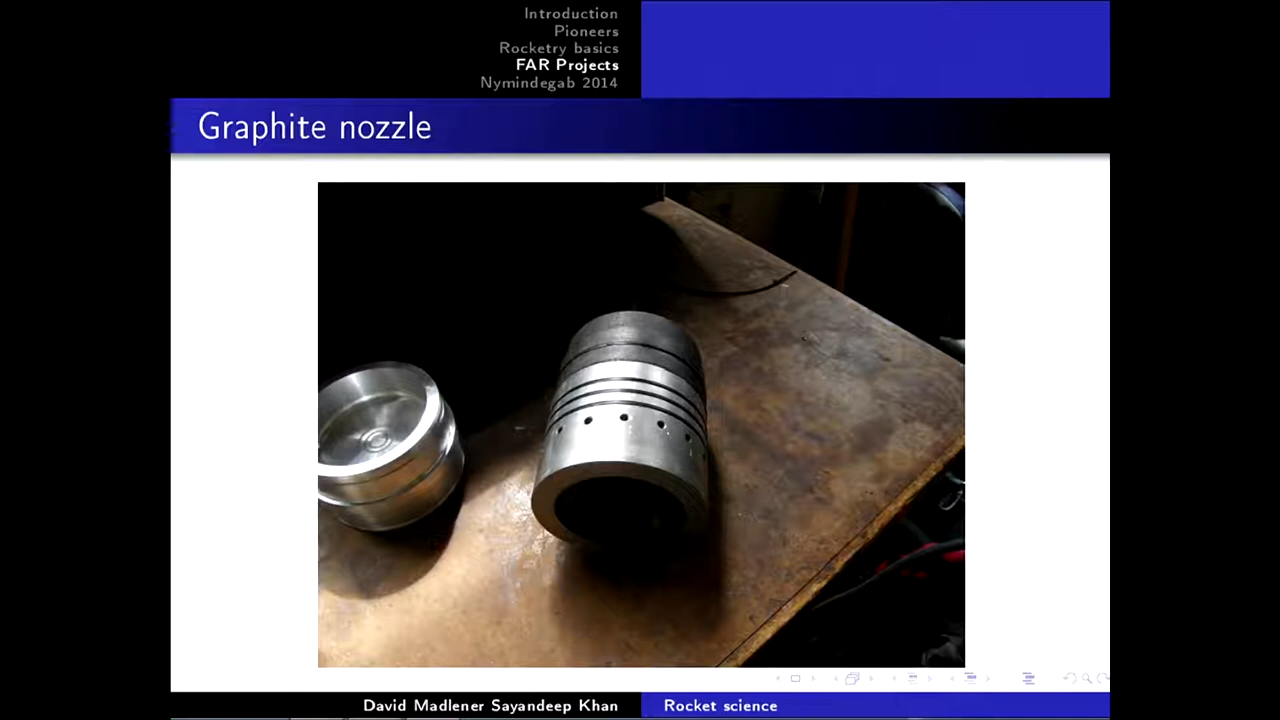 Introduction
Pioneers
Rocketry basics
FAR Projects
Nymindegab 2014
Graphite nozzle
David Madlener Sayandeep Khan
Rocket science